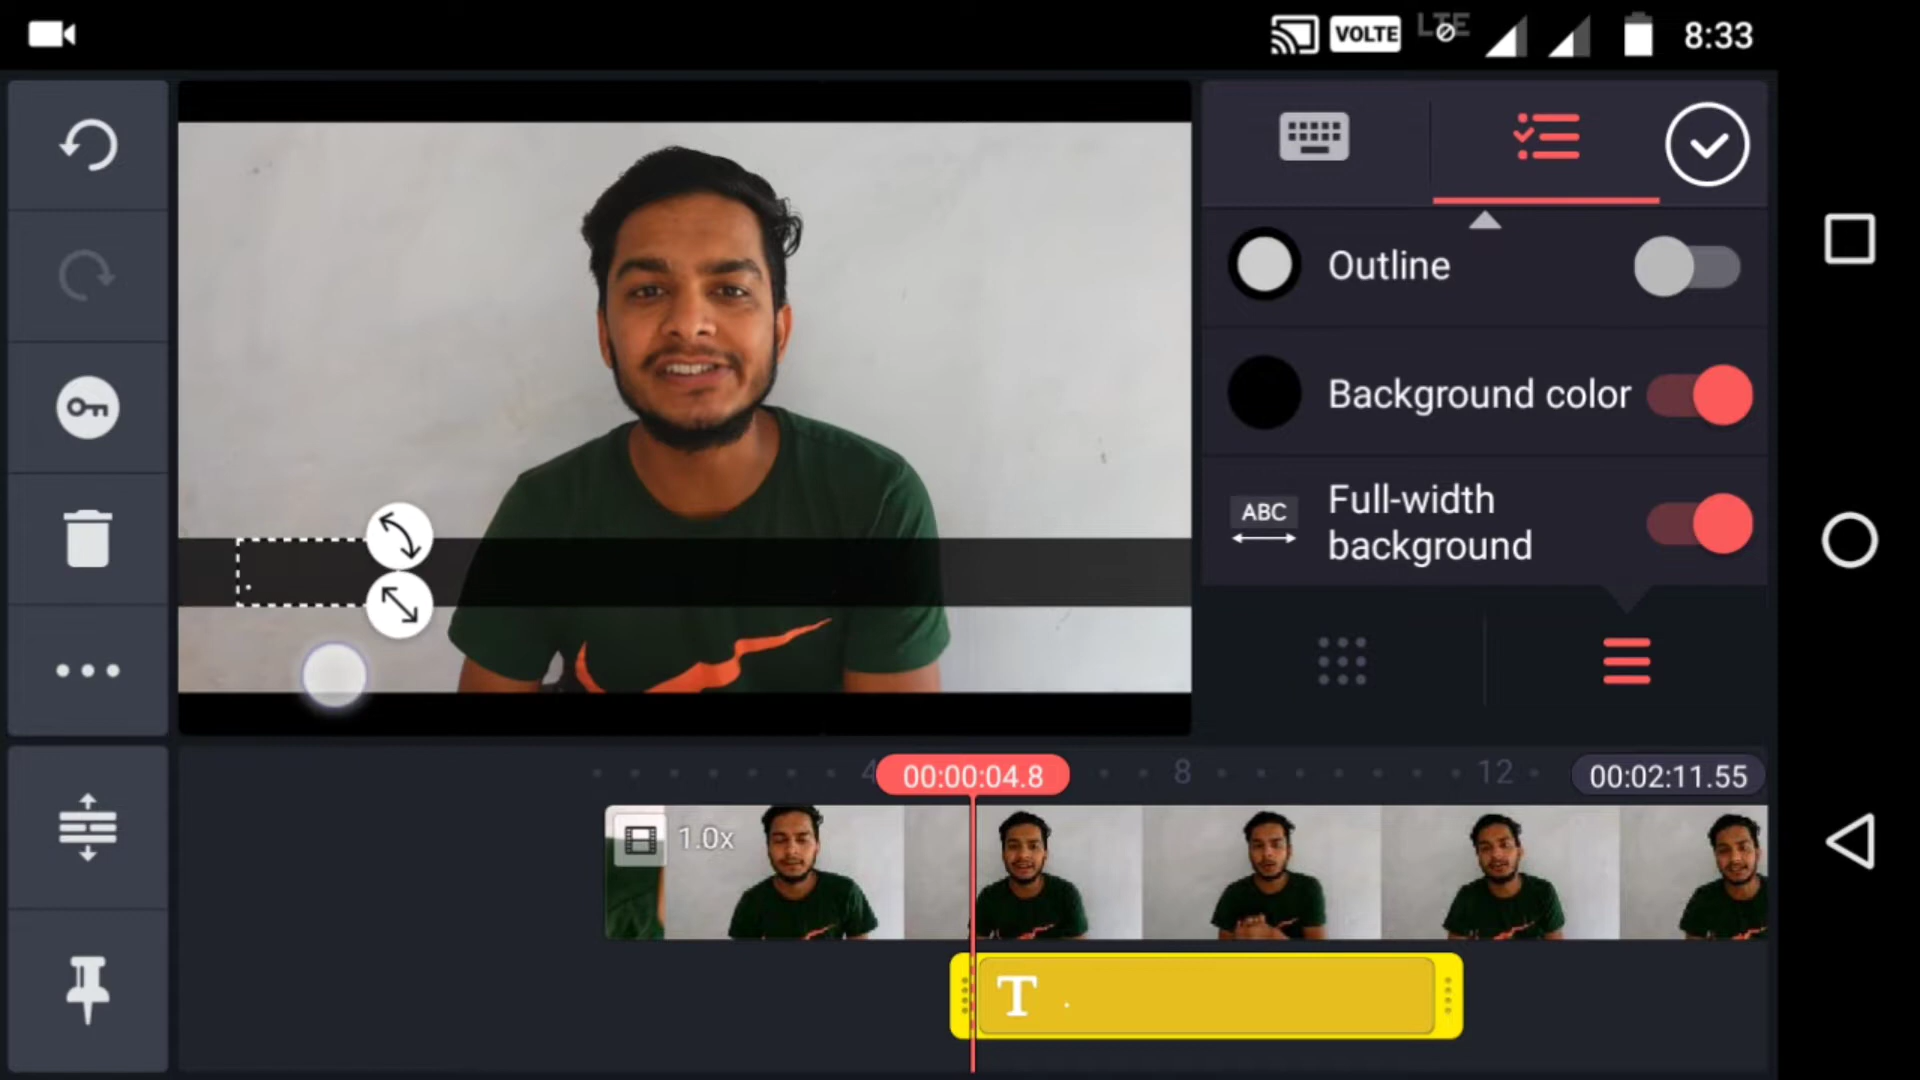 VOLTE LTE 8:33
Outline
Background color
ABC
Full-width
background
4 00:00:04.8 8 12 00:02:11.55
1.0x
T .